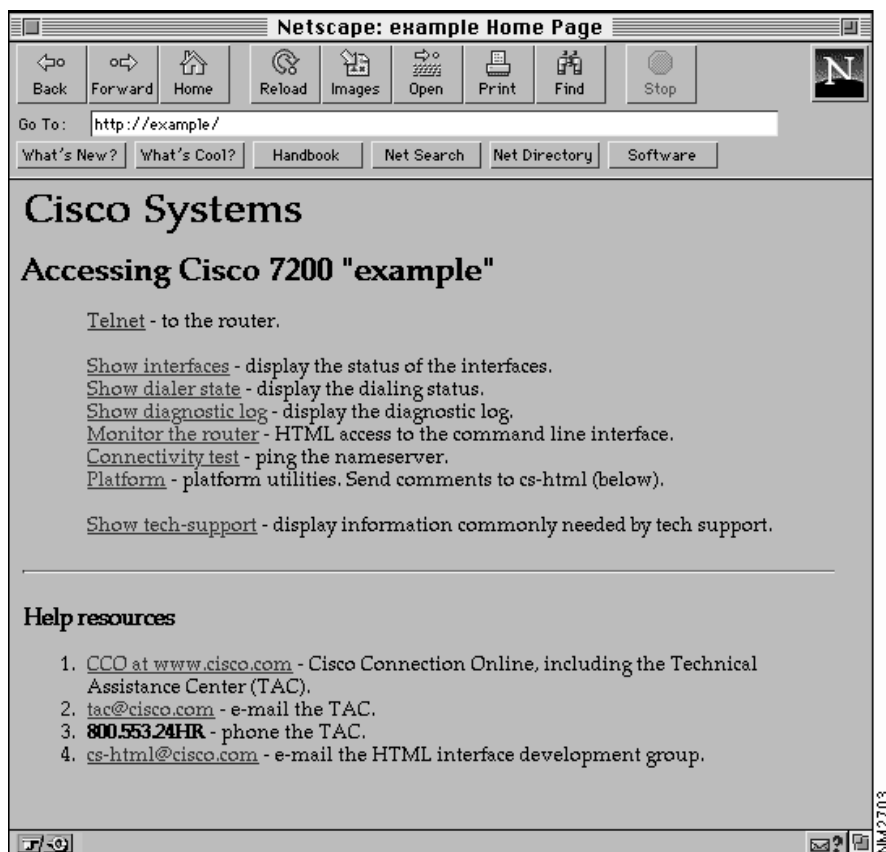 Netscape: example Home Page
Back Forward Home Reload Images Open Print Find Stop
N
Go To: http://example/
What's New? What's Cool? Handbook Net Search Net Directory Software
Cisco Systems
Accessing Cisco 7200 "example"
Telnet - to the router.
Show interfaces - display the status of the interfaces.
Show dialer state - display the dialing status.
Show diagnostic log - display the diagnostic log.
Monitor the router - HTML access to the command line interface.
Connectivity test - ping the nameserver.
Platform - platform utilities. Send comments to cs-html (below).
Show tech-support - display information commonly needed by tech support.
Help resources
1. CCO at www.cisco.com - Cisco Connection Online, including the Technical
Assistance Center (TAC).
2. tac@cisco.com - e-mail the TAC.
3. 800.553.24HR - phone the TAC.
4. cs-html@cisco.com - e-mail the HTML interface development group.
?
NM2703